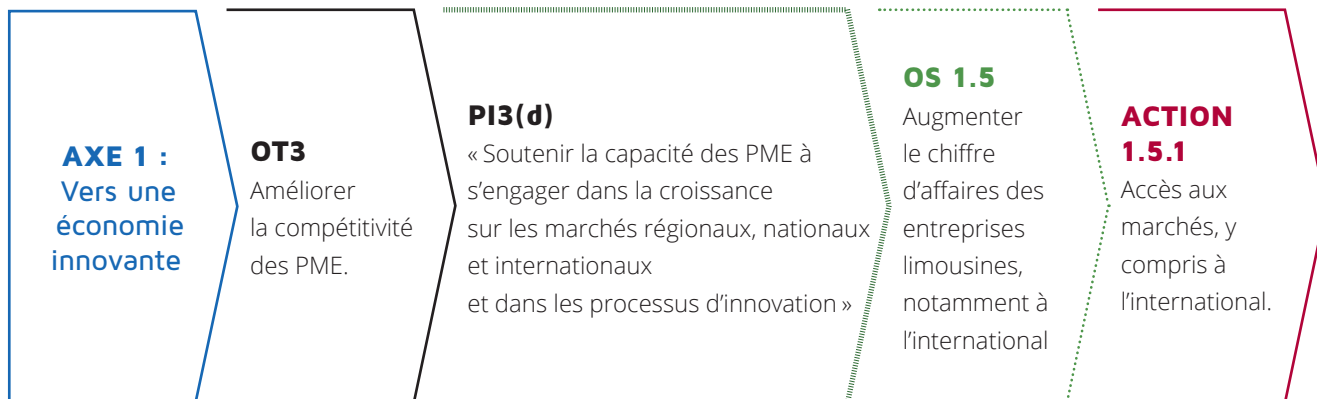 AXE 1 :
Vers une
économie
innovante
OT3
Améliorer
la compétitivité
des PME.
PI3(d)
« Soutenir la capacité des PME à
s’engager dans la croissance
sur les marchés régionaux, nationaux
et internationaux
et dans les processus d’innovation »
OS 1.5
Augmenter
le chiffre
d’affaires des
entreprises
limousines,
notamment à
l’international
ACTION
1.5.1
Accès aux
marchés, y
compris à
l’international.